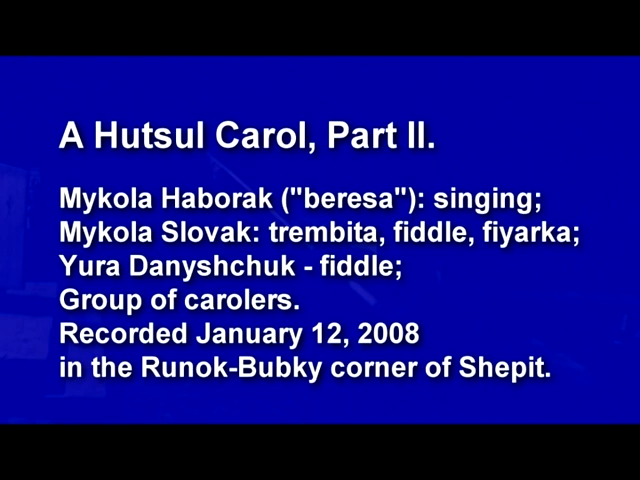 A Hutsul Carol, Part II.
Mykola Haborak ("beresa"): singing;
Mykola Slovak: trembita, fiddle, fiyarka;
Yura Danyshchuk - fiddle;
Group of carolers.
Recorded January 12, 2008
in the Runok-Bubky corner of Shepit.